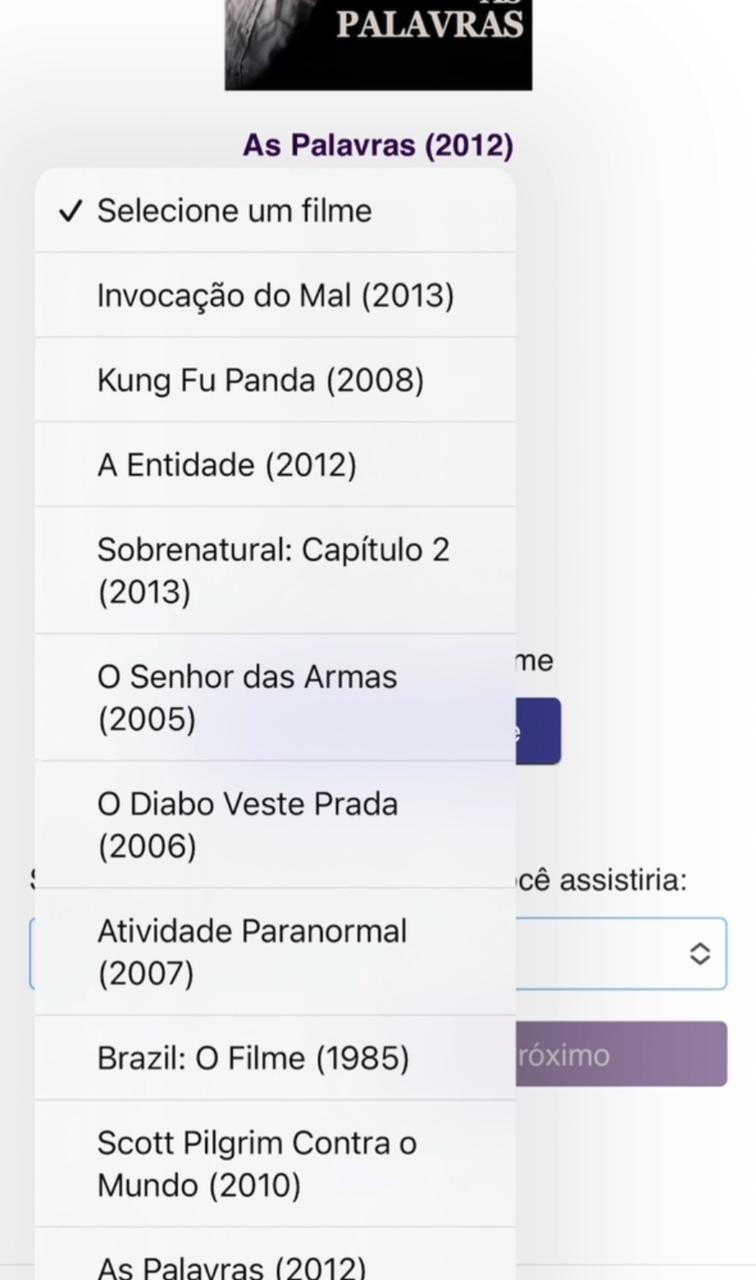 PALAVRAS
As Palavras (2012)
✓ Selecione um filme
Invocação do Mal (2013)
Kung Fu Panda (2008)
A Entidade (2012)
Sobrenatural: Capítulo 2
(2013)
O Senhor das Armas
(2005)
me
O Diabo Veste Prada
(2006)
cê assistiria:
Atividade Paranormal
(2007)
Brazil: O Filme (1985)
róximo
Scott Pilgrim Contra o
Mundo (2010)
As Palavras (2012)